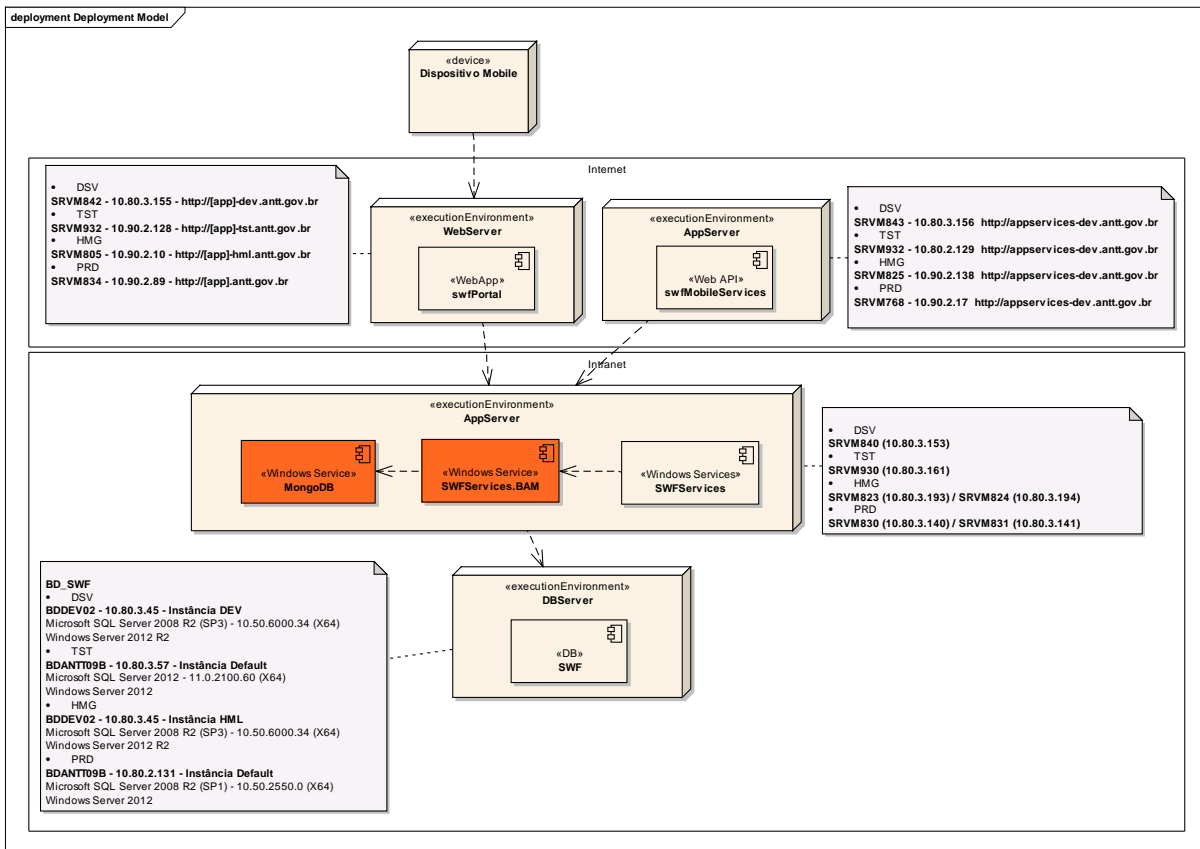 deployment Deployment Model
«device»
Dispositivo Mobile
Internet
• DSV
SRVM842 - 10.80.3.155 - http://[app]-dev.antt.gov.br
• TST
SRVM932 - 10.90.2.128 - http://[app]-tst.antt.gov.br
• HMG
SRVM805 - 10.90.2.10 - http://[app]-hml.antt.gov.br
• PRD
SRVM834 - 10.90.2.89 - http://[app].antt.gov.br
«executionEnvironment»
WebServer
«WebApp»
swfPortal
«executionEnvironment»
AppServer
«Web API»
swfMobileServices
• DSV
SRVM843 - 10.80.3.156 http://appservices-dev.antt.gov.br
• TST
SRVM932 - 10.80.2.129 http://appservices-dev.antt.gov.br
• HMG
SRVM825 - 10.90.2.138 http://appservices-dev.antt.gov.br
• PRD
SRVM768 - 10.90.2.17 http://appservices-dev.antt.gov.br
Intranet
«executionEnvironment»
AppServer
«Windows Service»
MongoDB
«Windows Service»
SWFServices.BAM
«Windows Services»
SWFServices
• DSV
SRVM840 (10.80.3.153)
• TST
SRVM930 (10.80.3.161)
• HMG
SRVM823 (10.80.3.193) / SRVM824 (10.80.3.194)
• PRD
SRVM830 (10.80.3.140) / SRVM831 (10.80.3.141)
BD_SWF
• DSV
BDDEV02 - 10.80.3.45 - Instância DEV
Microsoft SQL Server 2008 R2 (SP3) - 10.50.6000.34 (X64)
Windows Server 2012 R2
• TST
BDANTT09B - 10.80.3.57 - Instância Default
Microsoft SQL Server 2012 - 11.0.2100.60 (X64)
Windows Server 2012
• HMG
BDDEV02 - 10.80.3.45 - Instância HML
Microsoft SQL Server 2008 R2 (SP3) - 10.50.6000.34 (X64)
Windows Server 2012 R2
• PRD
BDANTT09B - 10.80.2.131 - Instância Default
Microsoft SQL Server 2008 R2 (SP1) - 10.50.2550.0 (X64)
Windows Server 2012
«executionEnvironment»
DBServer
«DB»
SWF